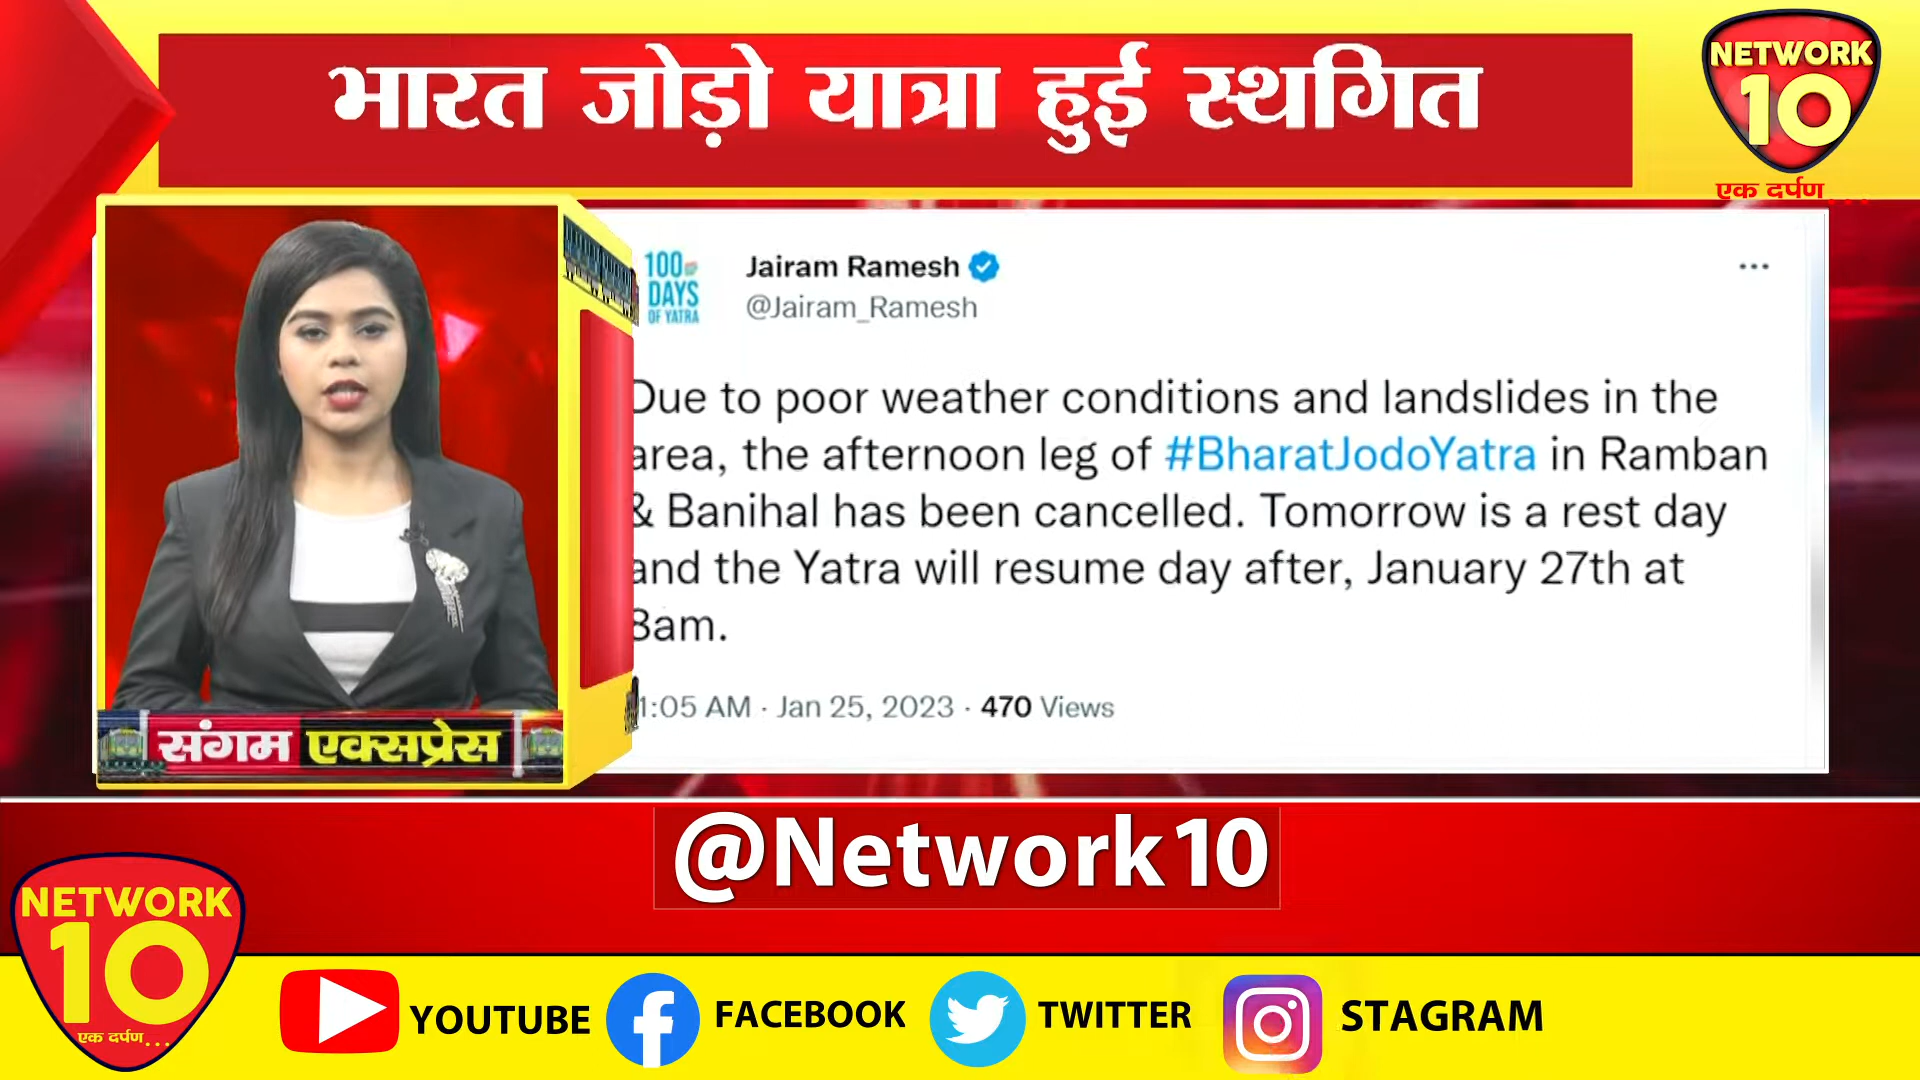 भारत जोड़ो यात्रा हुई स्थगित
NETWORK
10
एक दर्पण...
100
DAYS
OF YATRA
Jairam Ramesh
@Jairam_Ramesh
Due to poor weather conditions and landslides in the
area, the afternoon leg of #BharatJodoYatra in Ramban
& Banihal has been cancelled. Tomorrow is a rest day
and the Yatra will resume day after, January 27th at
8am.
1:05 AM · Jan 25, 2023 · 470 Views
संगम एक्सप्रेस
@Network10
NETWORK
10
एक दर्पण...
YOUTUBE FACEBOOK TWITTER STAGRAM